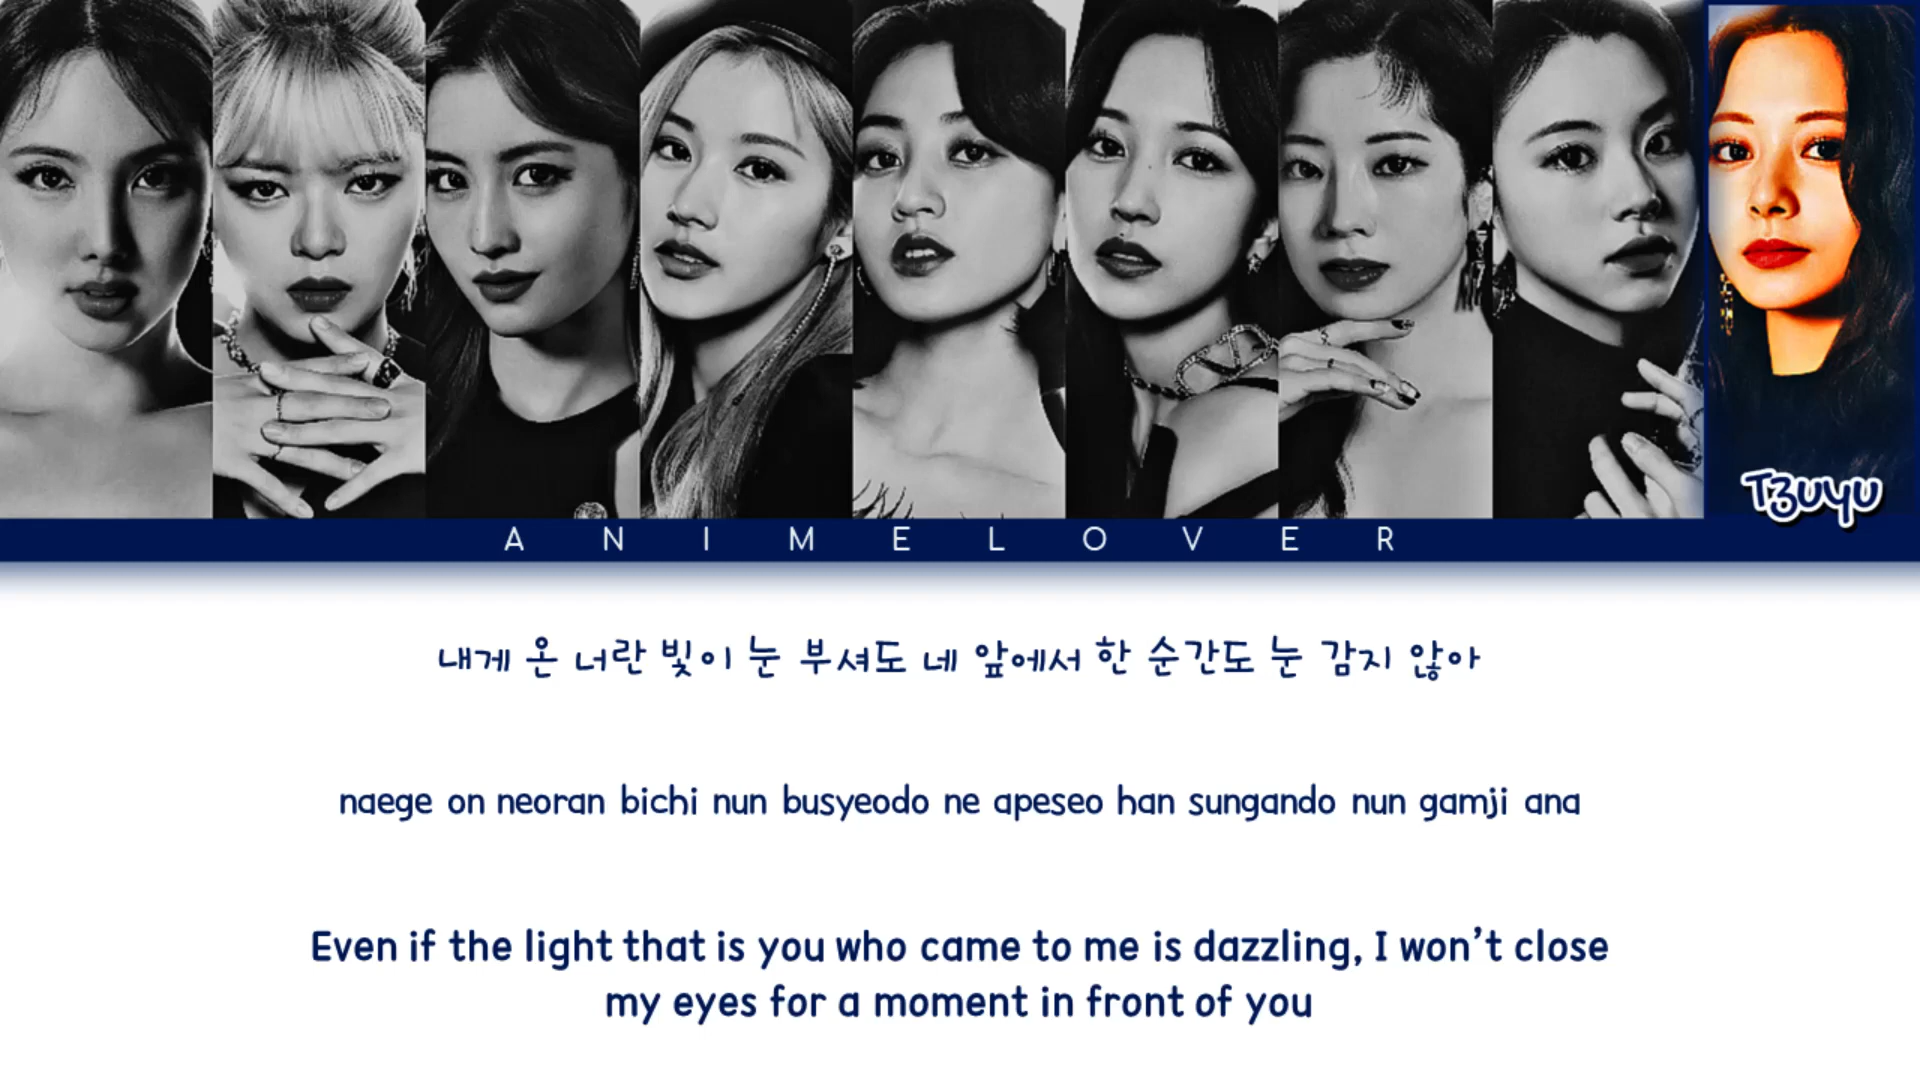 Tzuyu
ANIMELOVER
내게 온 너란 빛이 눈 부셔도 네 앞에서 한 순간도 눈 감지 않아
naege on neoran bichi nun busyeodo ne apeseo han sungando nun gamji ana
Even if the light that is you who came to me is dazzling, I won't close
my eyes for a moment in front of you